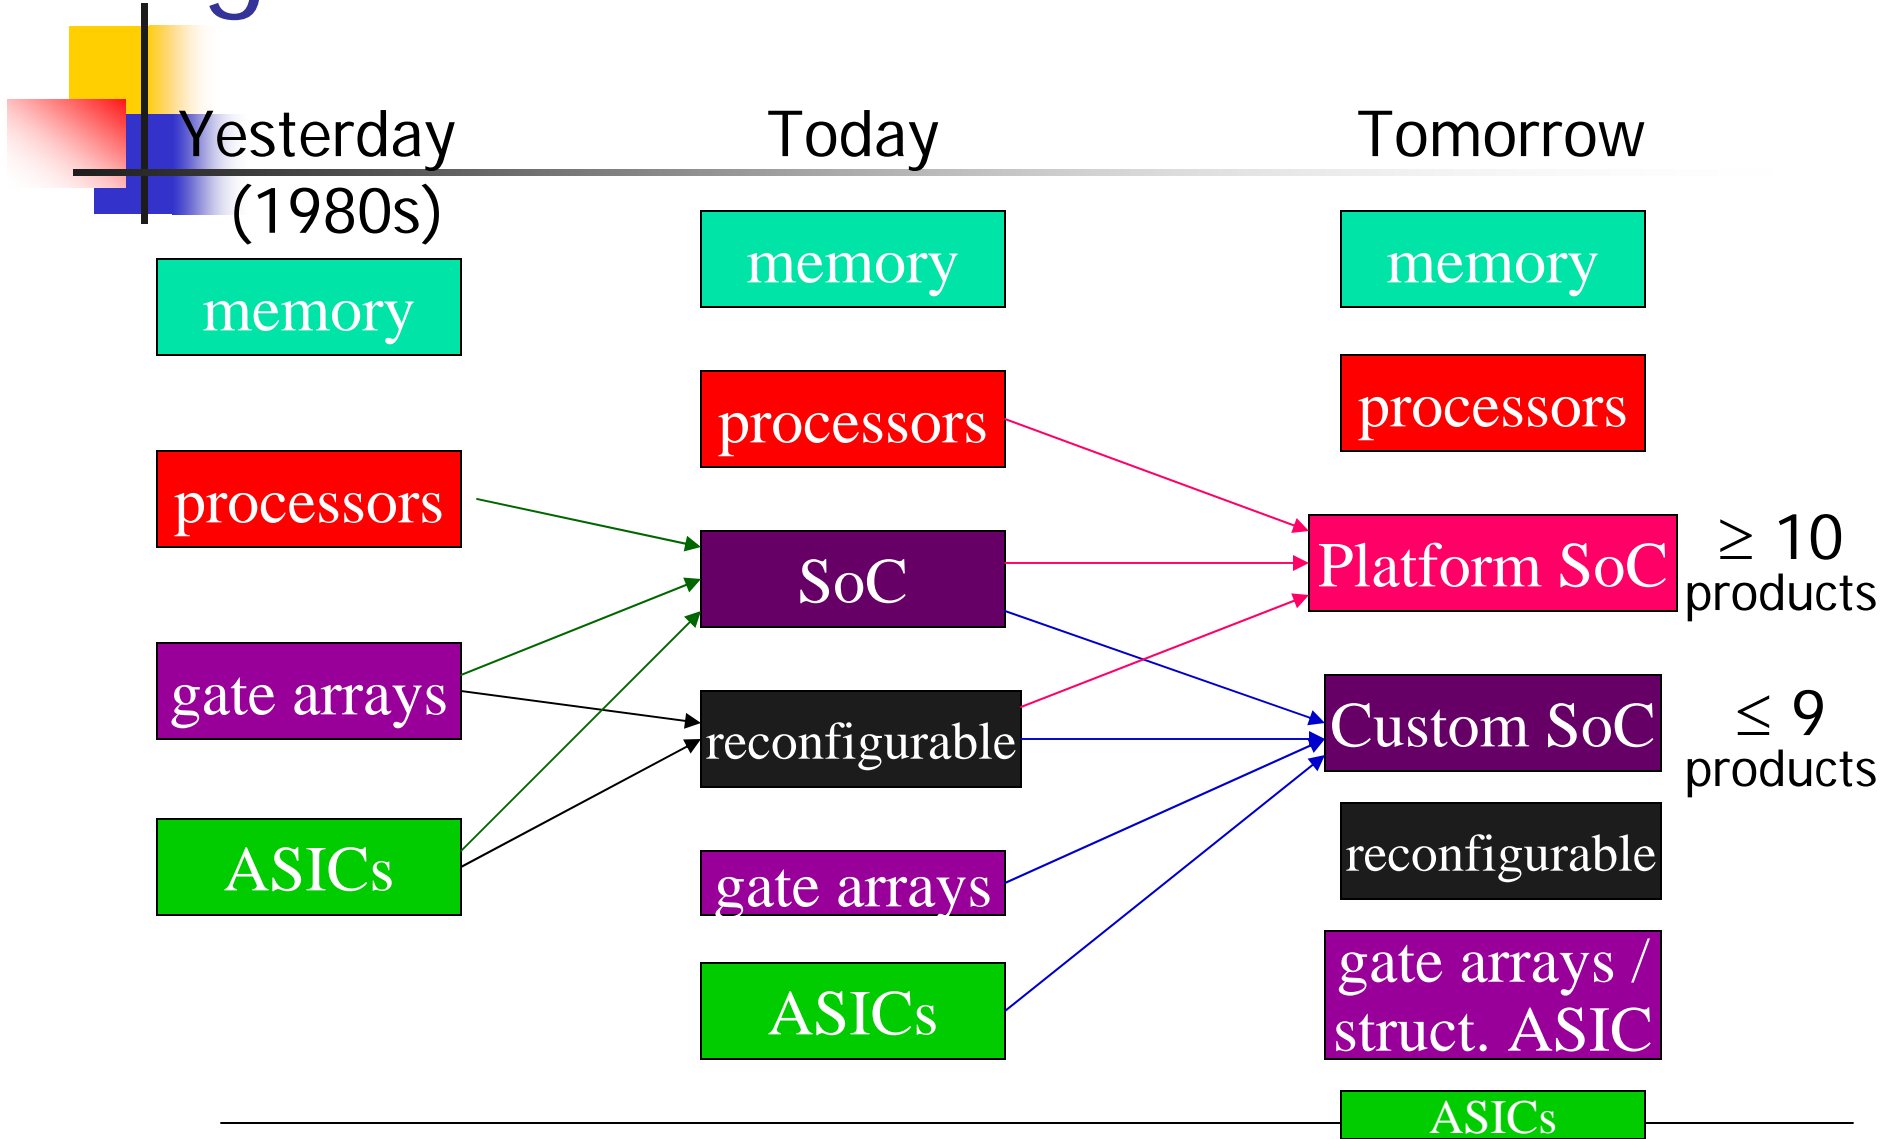 Yesterday
(1980s)
memory
processors
gate arrays
ASICs
Today
memory
processors
SoC
reconfigurable
gate arrays
ASICs
Tomorrow
memory
processors
Platform SoC
≥ 10
products
Custom SoC
≤ 9
products
reconfigurable
gate arrays /
struct. ASIC
ASICs